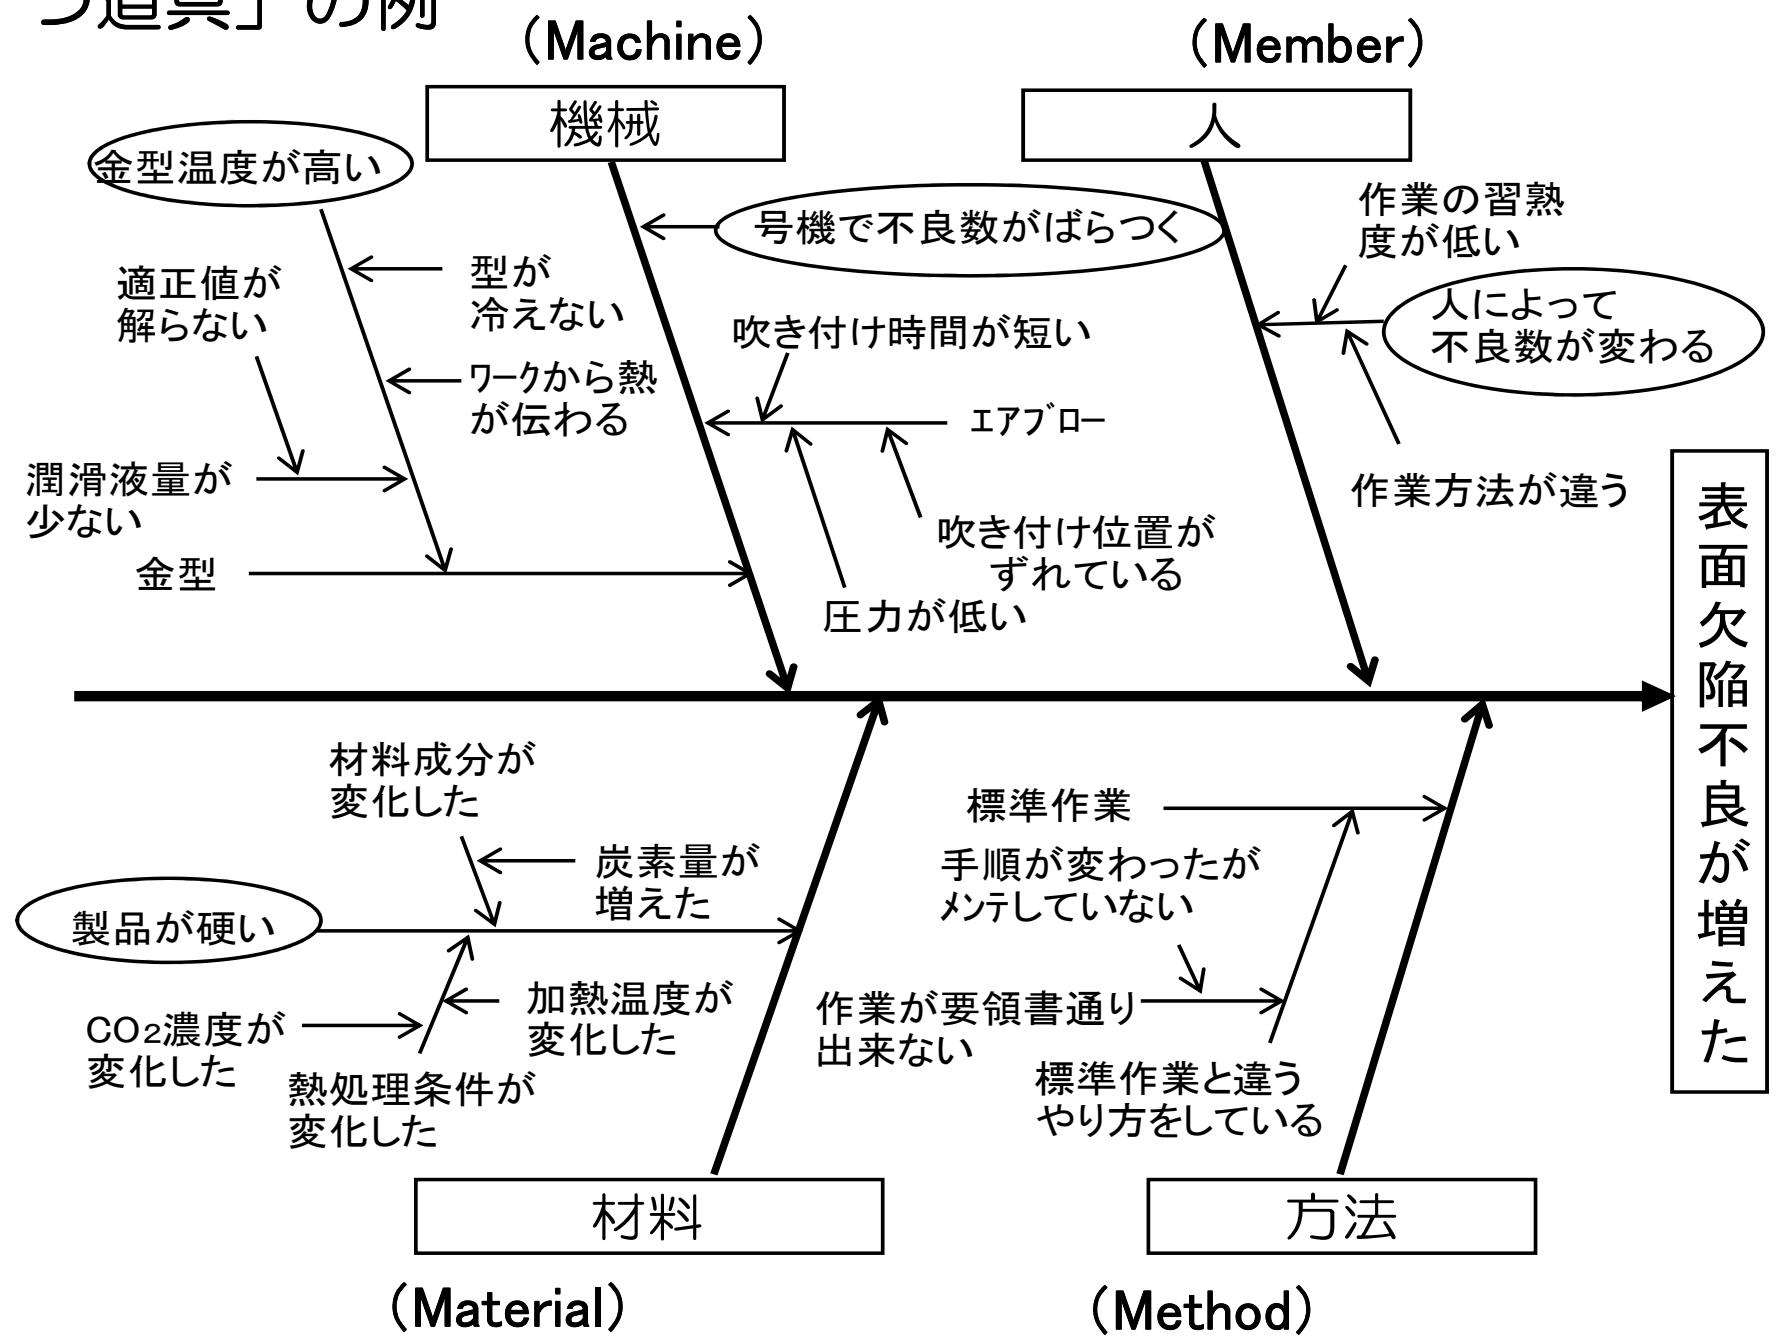 つ道具」の例
（Machine）
（Member）
機械
人
金型温度が高い
号機で不良数がばらつく
作業の習熟
度が低い
適正値が
解らない
型が
冷えない
人によって
不良数が変わる
吹き付け時間が短い
ﾜｰｸから熱
が伝わる
ｴｱﾌﾞﾛｰ
潤滑液量が
少ない
作業方法が違う
吹き付け位置が
ずれている
金型
圧力が低い
表面欠陥不良が増えた
材料成分が
変化した
標準作業
炭素量が
増えた
手順が変わったが
ﾒﾝﾃしていない
製品が硬い
加熱温度が
変化した
作業が要領書通り
出来ない
CO2濃度が
変化した
熱処理条件が
変化した
標準作業と違う
やり方をしている
材料
方法
（Material）
（Method）